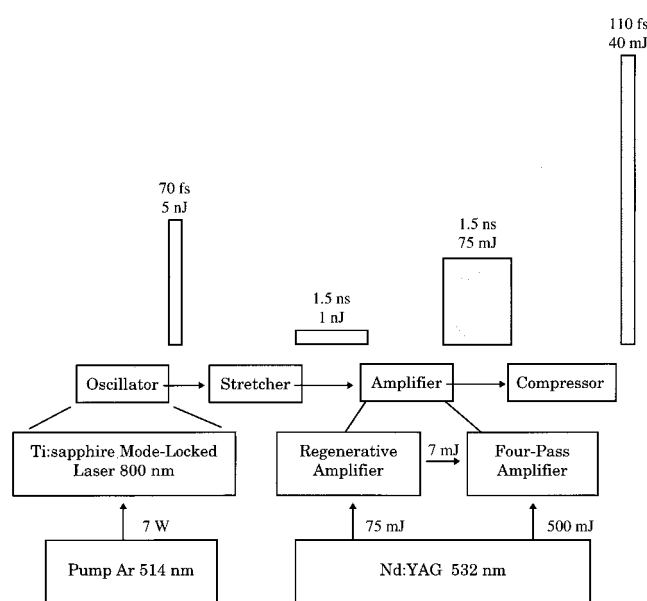 110 fs
40 mJ
70 fs
5 nJ
1.5 ns
75 mJ
1.5 ns
1 nJ
Oscillator
Stretcher
Amplifier
Compressor
Ti:sapphire Mode-Locked
Laser 800 nm
Regenerative
Amplifier
7 mJ
Four-Pass
Amplifier
7 W
75 mJ
500 mJ
Pump Ar 514 nm
Nd:YAG 532 nm